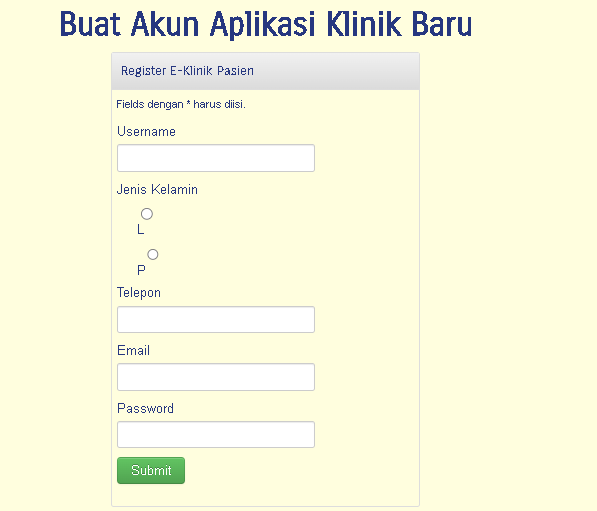 Buat Akun Aplikasi Klinik Baru
Register E-Klinik Pasien
Fields dengan * harus diisi.
Username
Jenis Kelamin
L
P
Telepon
Email
Password
Submit